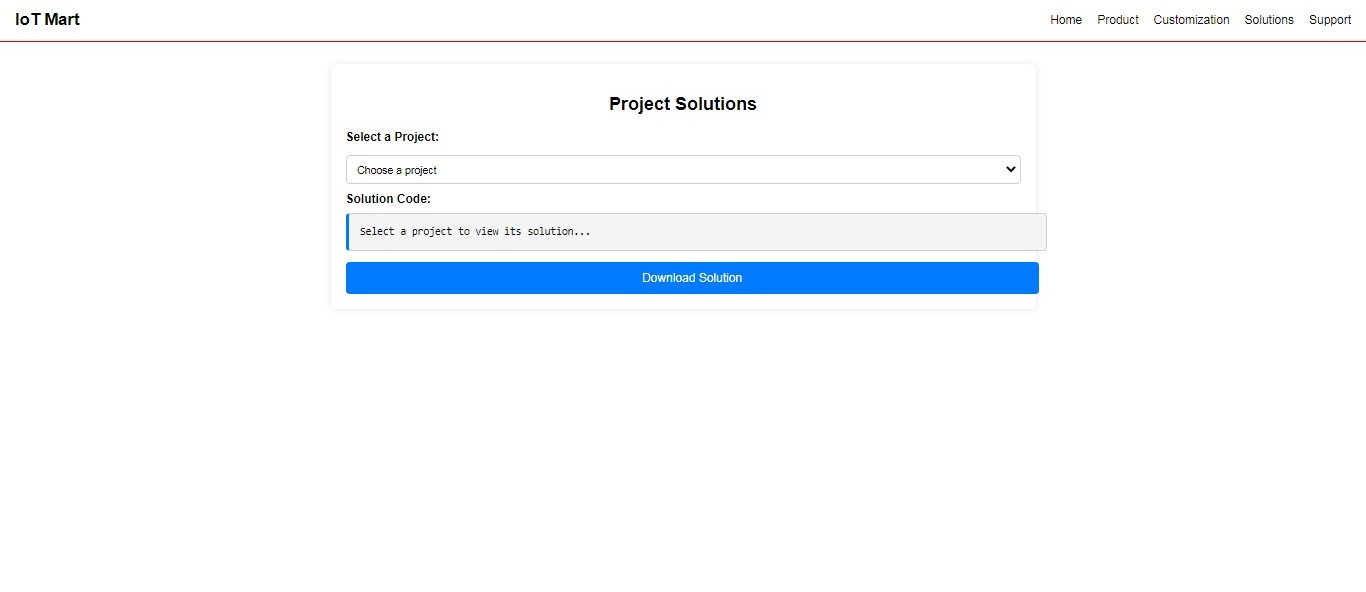 IoT Mart
Home Product Customization Solutions Support
Project Solutions
Select a Project:
Choose a project
Solution Code:
Select a project to view its solution...
Download Solution